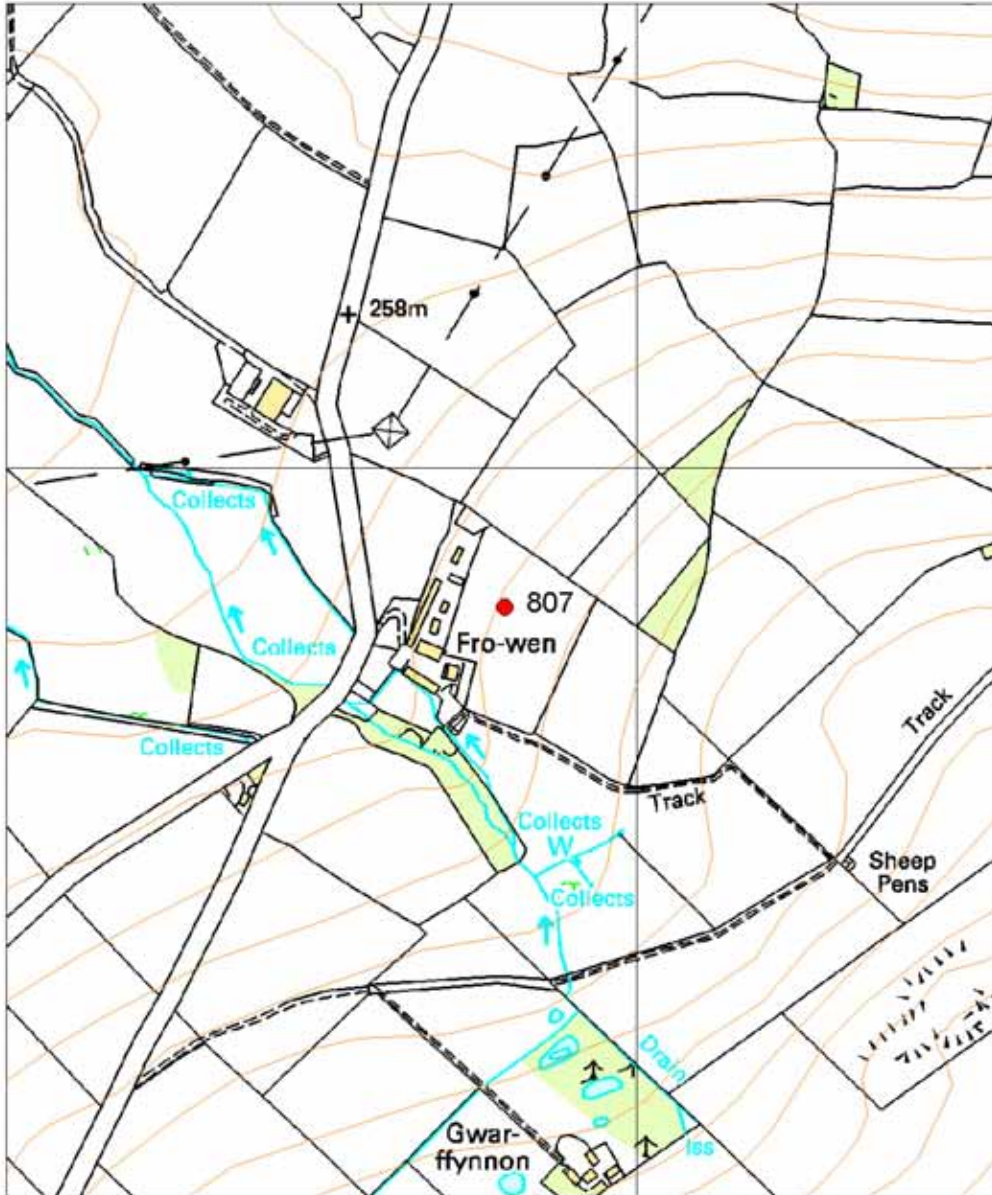 258m
Collects
807
Fro-wen
Collects
Collects
Track
Track
Collects
W
Sheep
Pens
Collects
Drain
Gwar-
ffynnon
Iss